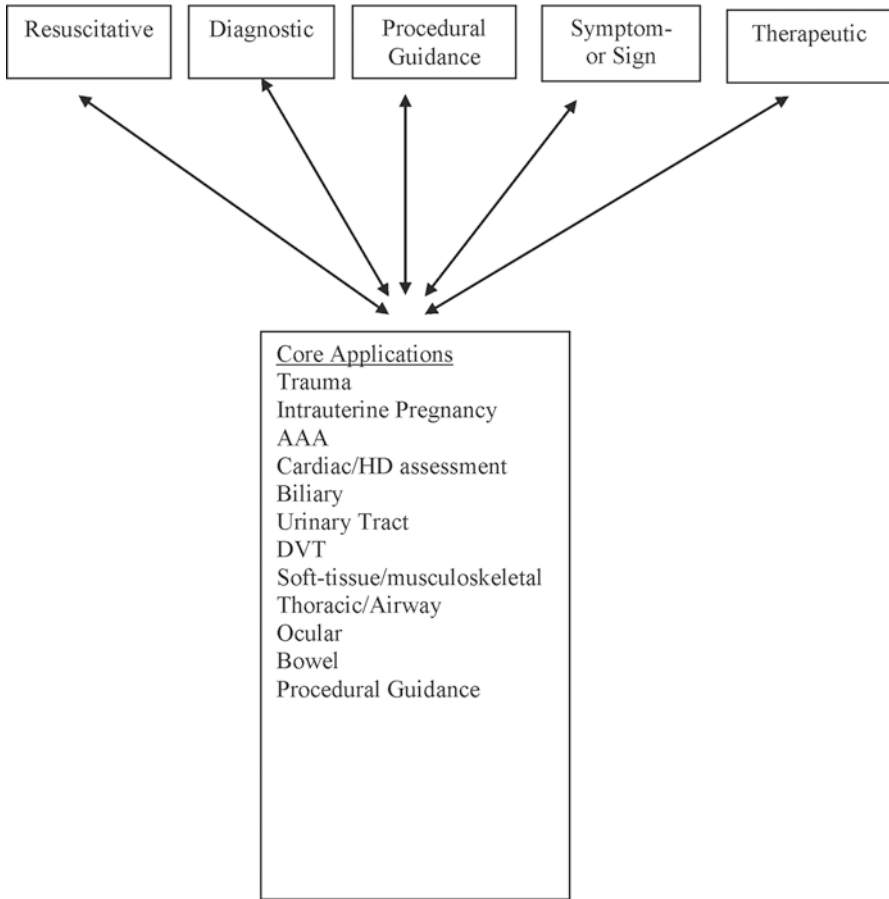 Resuscitative
Diagnostic
Procedural
Guidance
Symptom-
or Sign
Therapeutic
Core Applications
Trauma
Intrauterine Pregnancy
AAA
Cardiac/HD assessment
Biliary
Urinary Tract
DVT
Soft-tissue/musculoskeletal
Thoracic/Airway
Ocular
Bowel
Procedural Guidance